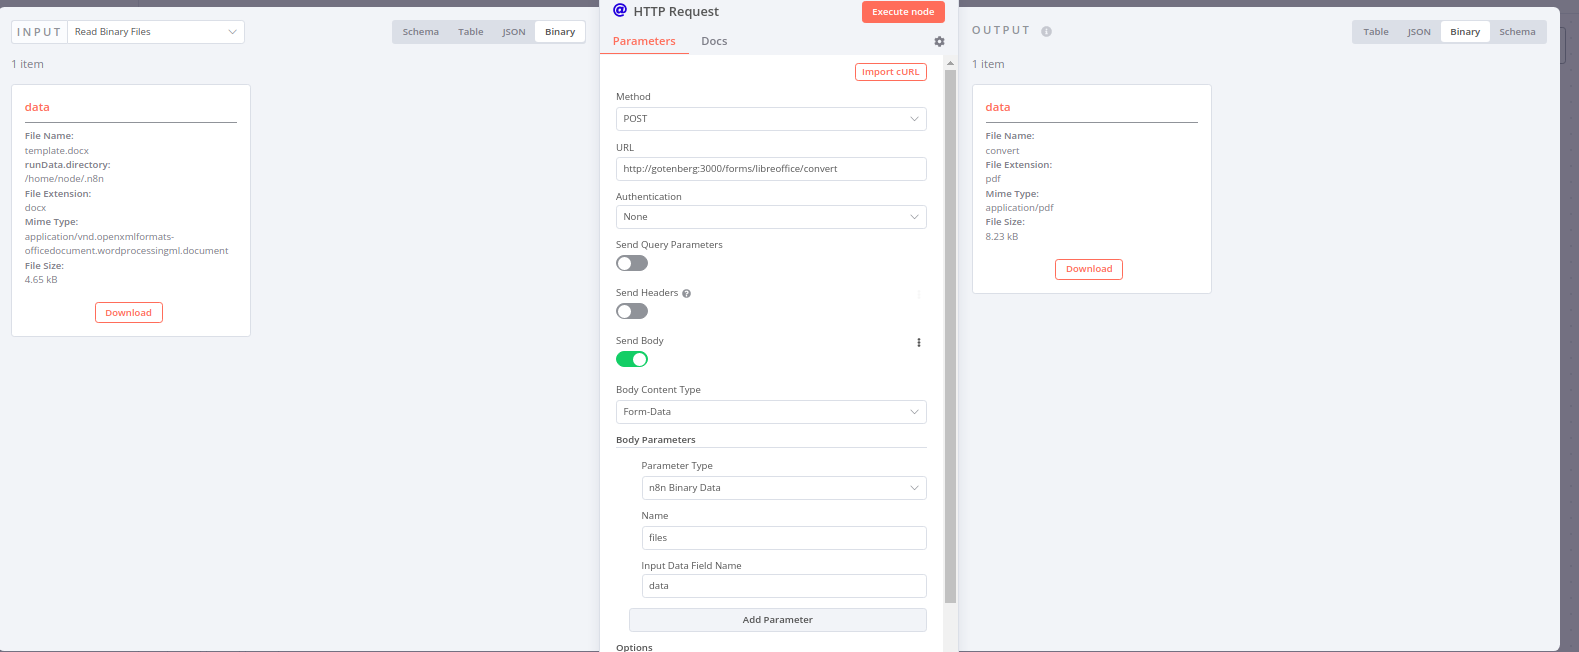 INPUT
Read Binary Files
Schema
Table
JSON
Binary
1 item
data
File Name:
template.docx
runData.directory:
/home/node/.n8n
File Extension:
docx
Mime Type:
application/vnd.openxmlformats-
officedocument.wordprocessingml.document
File Size:
4.65 kB
Download
@ HTTP Request
Execute node
Parameters
Docs
Import cURL
Method
POST
URL
http://gotenberg:3000/forms/libreoffice/convert
Authentication
None
Send Query Parameters
Send Headers ?
Send Body
Body Content Type
Form-Data
Body Parameters
Parameter Type
n8n Binary Data
Name
files
Input Data Field Name
data
Add Parameter
Options
OUTPUT
Table
JSON
Binary
Schema
1 item
data
File Name:
convert
File Extension:
pdf
Mime Type:
application/pdf
File Size:
8.23 kB
Download